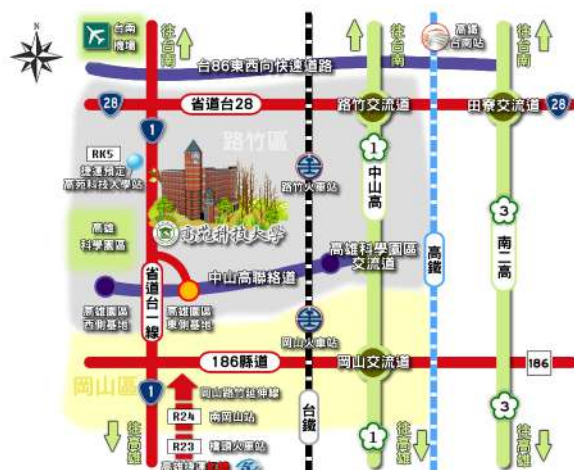 台南
機場
往台南
往台南
高鐵
台南站
往台南
台86東西向快速道路
28
省道台28
路竹交流道
田寮交流道
28
1
路竹區
RK5
捷運預定
高苑科技大學站
路竹火車站
1
中山高
高雄
科學園區
高苑科技大學
3
南二高
高鐵
高雄科學園區
交流道
中山高聯絡道
省道台一線
高雄園區
西側基地
高雄園區
東側基地
岡山火車站
186縣道
岡山交流道
186
岡山區
1
岡山路竹延伸線
R24
南岡山站
台鐵
3
往高雄
R23
橋頭火車站
1
往高雄
往高雄
高雄捷運紅線